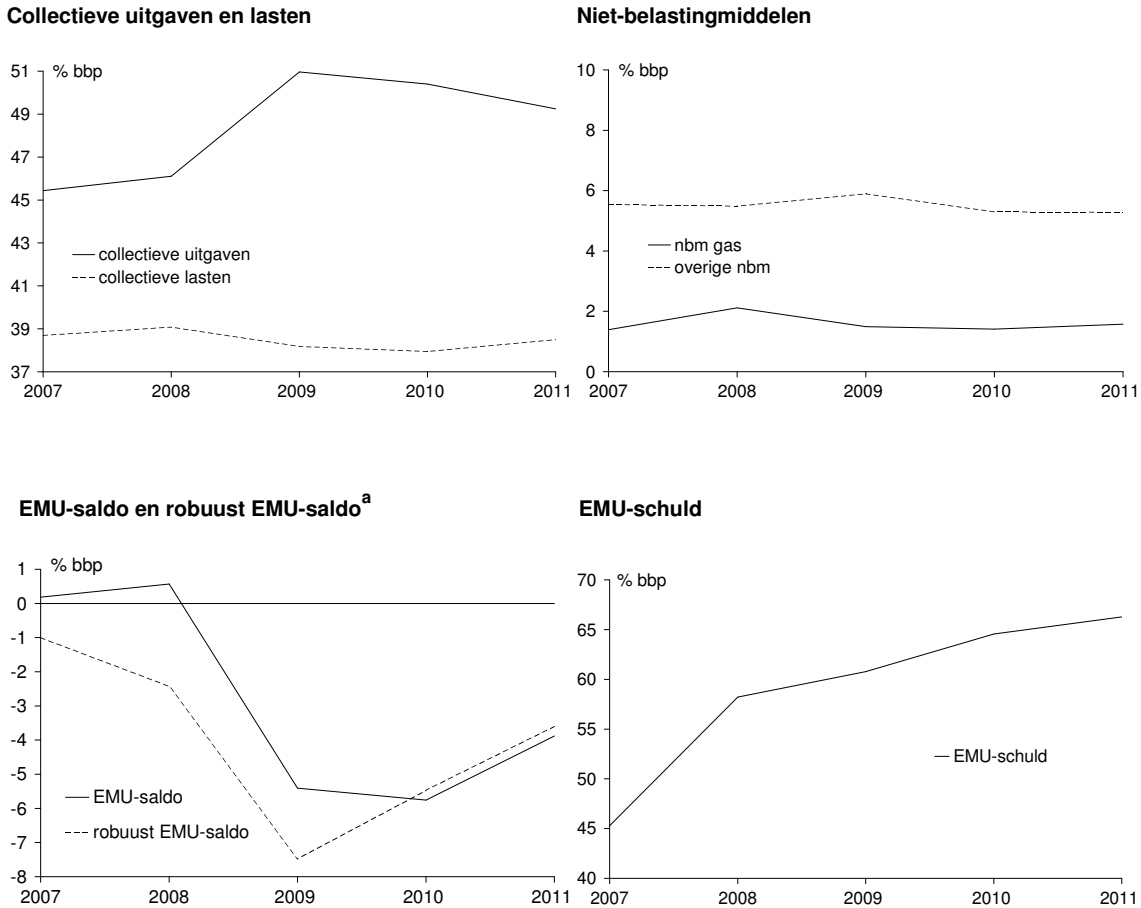 Collectieve uitgaven en lasten
% bbp
51
49
47
45
43
41
39
37
collectieve uitgaven
collectieve lasten
2007 2008 2009 2010 2011
Niet-belastingmiddelen
% bbp
10
8
6
4
2
0
nbm gas
overige nbm
2007 2008 2009 2010 2011
EMU-saldo en robuust EMU-saldo^a
% bbp
1
0
-1
-2
-3
-4
-5
-6
-7
-8
EMU-saldo
robuust EMU-saldo
2007 2008 2009 2010 2011
EMU-schuld
% bbp
70
65
60
55
50
45
40
EMU-schuld
2007 2008 2009 2010 2011